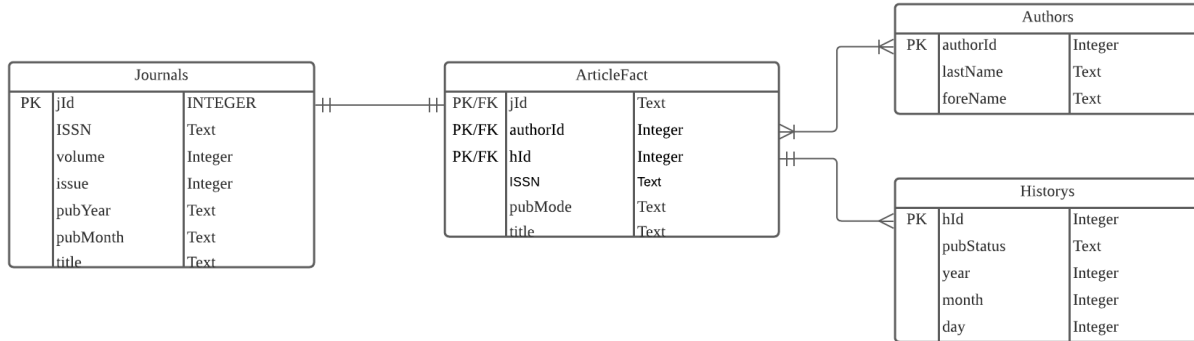 Journals
PK jId INTEGER
ISSN Text
volume Integer
issue Integer
pubYear Text
pubMonth Text
title Text
ArticleFact
PK/FK jId Text
PK/FK authorId Integer
PK/FK hId Integer
ISSN Text
pubMode Text
title Text
Authors
PK authorId Integer
lastName Text
foreName Text
Historys
PK hId Integer
pubStatus Text
year Integer
month Integer
day Integer